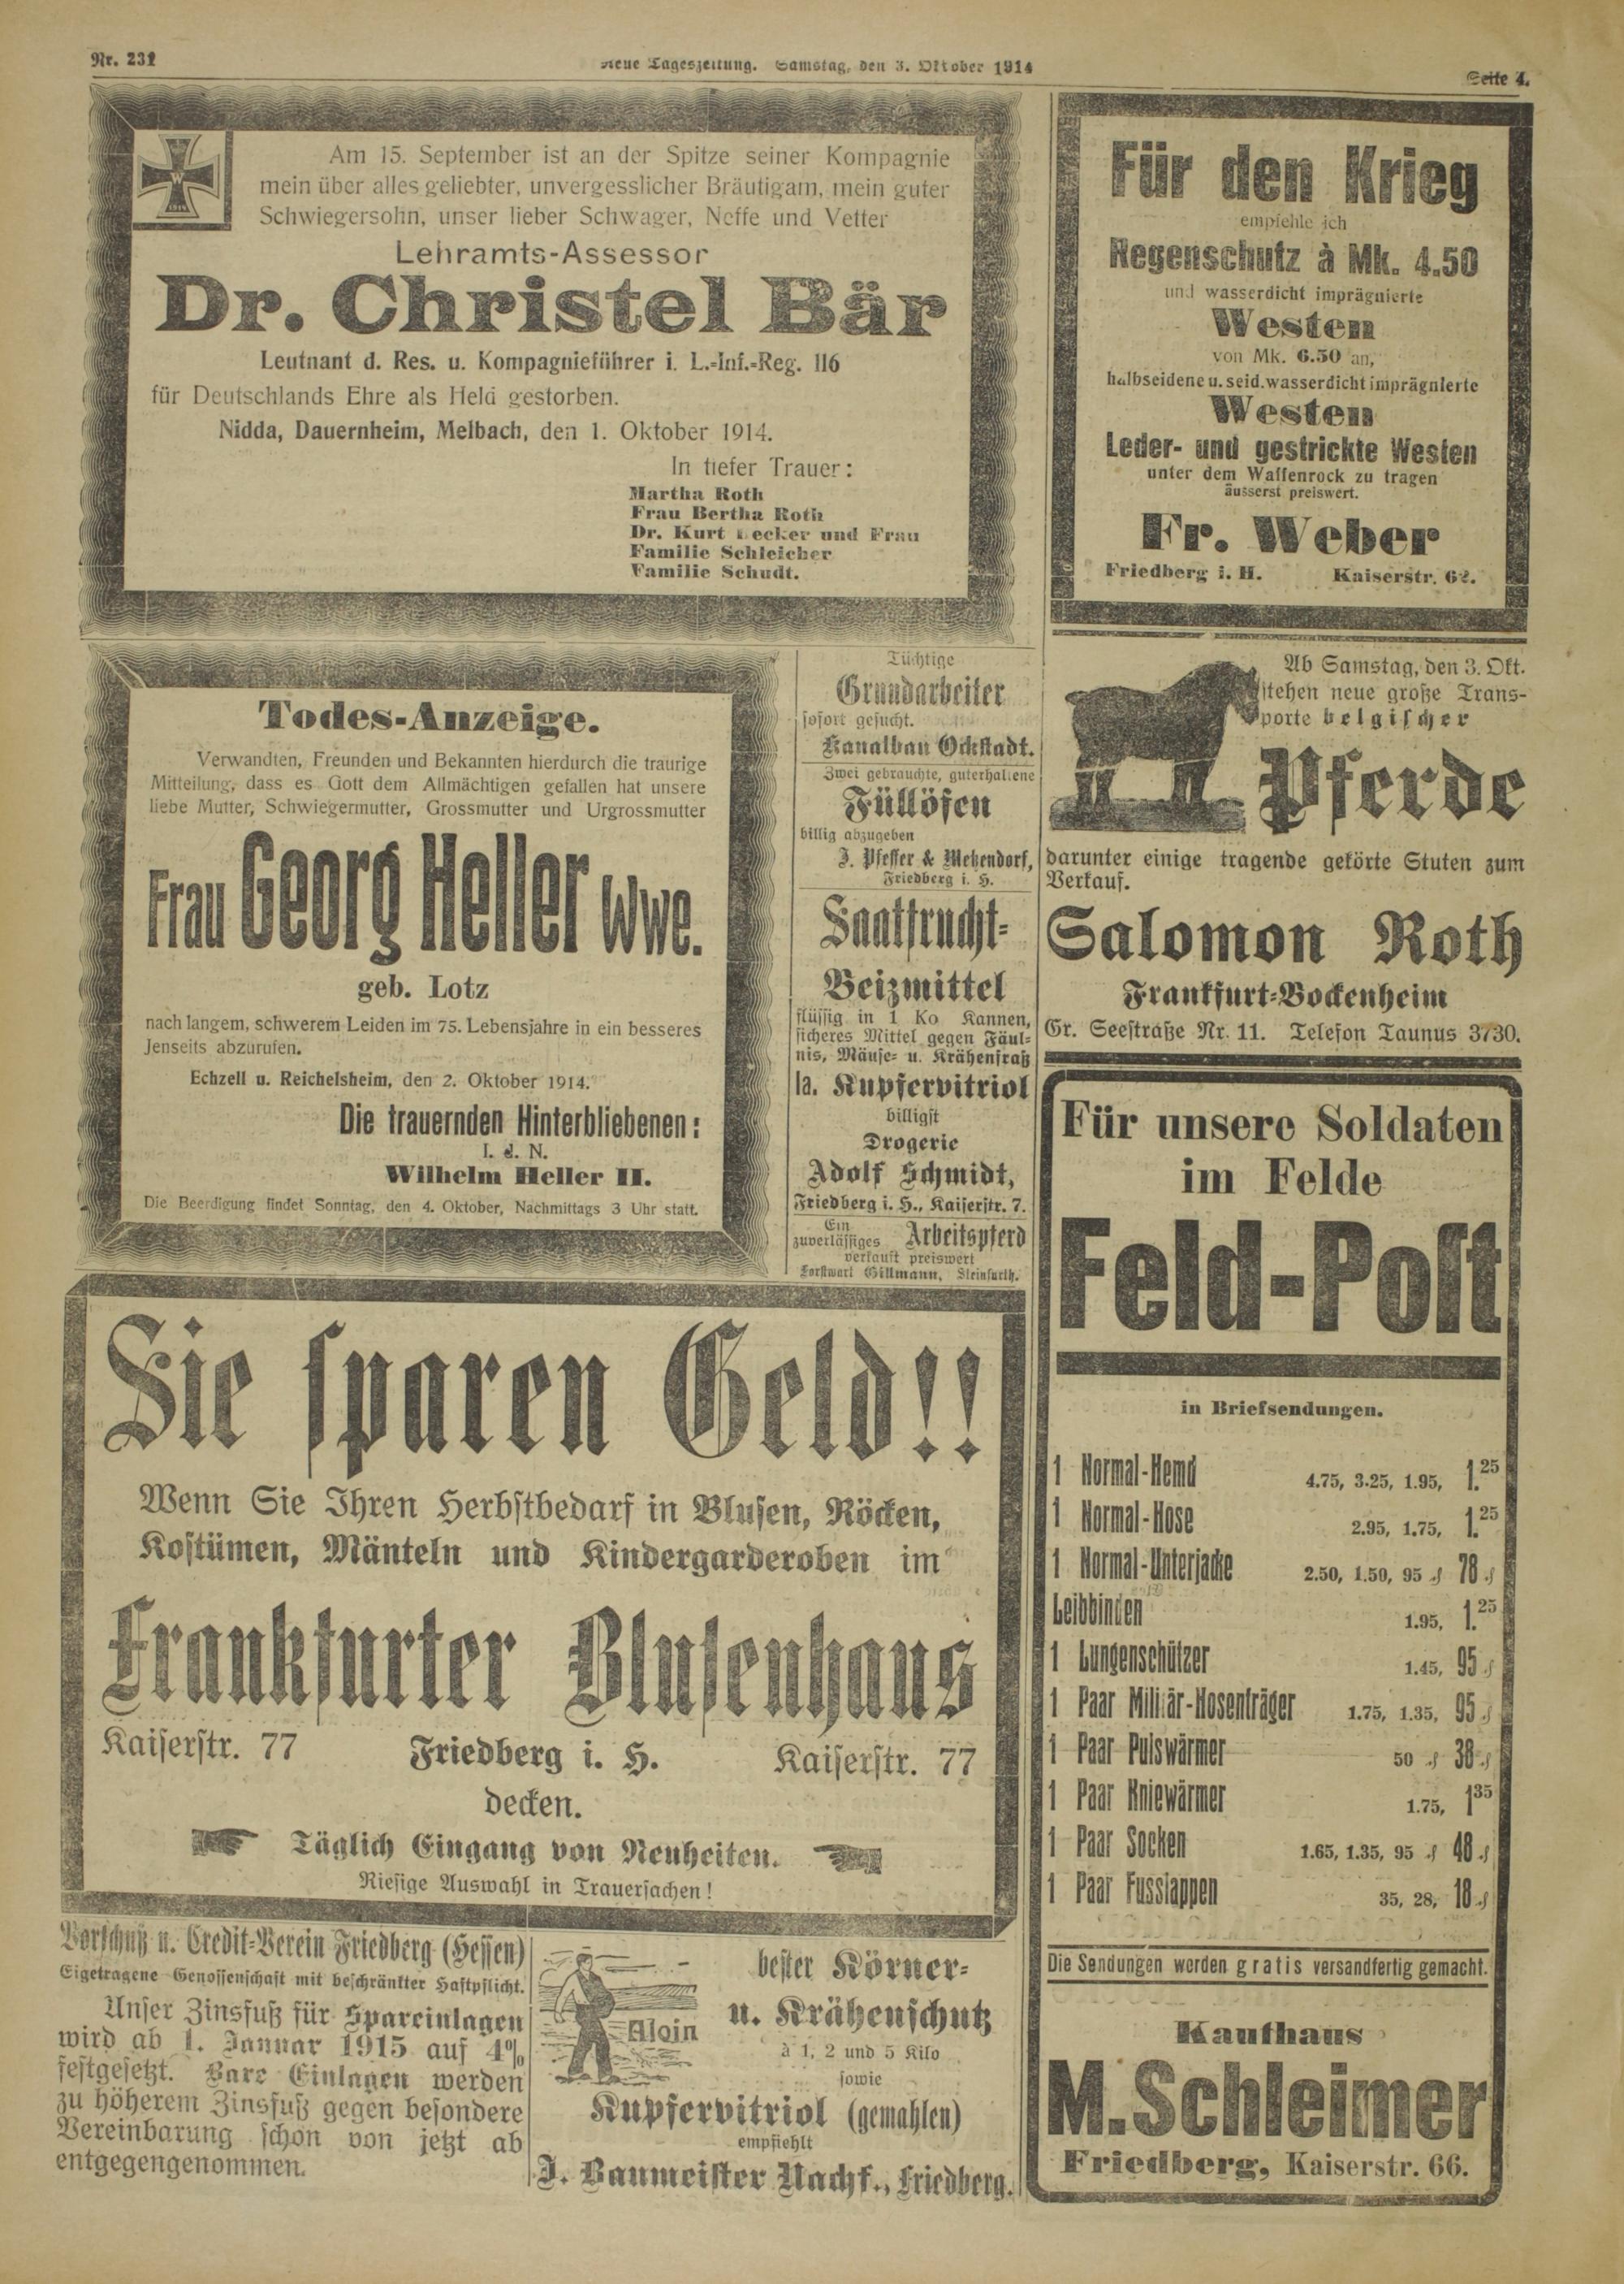 Nr. 231
Neue Tageszeitung. Samstag, den 3. Oktober 1914
Seite 4.
Am 15. September ist an der Spitze seiner Kompagnie
mein über alles geliebter, unvergesslicher Bräutigam, mein guter
Schwiegersohn, unser lieber Schwager, Neffe und Vetter
Lehramts-Assessor
Dr. Christel Bär
Leutnant d. Res. u. Kompagnieführer i. L.-Inf.-Reg. 116
für Deutschlands Ehre als Held gestorben.
Nidda, Dauernheim, Melbach, den 1. Oktober 1914.
In tiefer Trauer:
Martha Roth
Frau Bertha Roth
Dr. Kurt und Frau
Familie Schleicher
Familie Schudt.
Für den Krieg
empfehle ich
Regenschutz à Mk. 4.50
und wasserdicht imprägnierte
Westen
von Mk. 6.50 an,
halbseidene u. seid. wasserdicht imprägnierte
Westen
Leder- und gestrickte Westen
unter dem Waffenrock zu tragen
äusserst preiswert.
Fr. Weber
Friedberg i. H. Kaiserstr. 62.
Todes-Anzeige.
Verwandten, Freunden und Bekannten hierdurch die traurige
Mitteilung, dass es Gott dem Allmächtigen gefallen hat unsere
liebe Mutter, Schwiegermutter, Grossmutter und Urgrossmutter
Frau Georg Heller Wwe.
geb. Lotz
nach langem, schwerem Leiden im 75. Lebensjahre in ein besseres
Jenseits abzurufen.
Echzell u. Reichelsheim, den 2. Oktober 1914.
Die trauernden Hinterbliebenen:
I. d. N.
Wilhelm Heller II.
Die Beerdigung findet Sonntag, den 4. Oktober, Nachmittags 3 Uhr statt.
Tüchtige
Grundarbeiter
sofort gesucht.
Kanalbau Ockstadt.
Zwei gebrauchte, guterhaltene
Füllöfen
billig abzugeben
J. Pfeffer & Metzendorf,
Friedberg i. H.
Saatfrucht-
Beizmittel
flüssig in 1 Ko Kannen,
sicheres Mittel gegen Fäul-
nis, Mäuse- u. Krähenfraß
Ia. Kupfervitriol
billigst
Drogerie
Adolf Schmidt,
Friedberg i. H., Kaiserstr. 7.
Ein
zuverlässiges Arbeitspferd
verkauft preiswert
Forstwart Gillmann, Steinfurth.
Ab Samstag, den 3. Okt.
stehen neue große Trans-
porte belgischer
Pferde
darunter einige tragende gekörte Stuten zum
Verkauf.
Salomon Roth
Frankfurt-Bockenheim
Gr. Seestraße Nr. 11. Telefon Taunus 3730.
Sie sparen Geld!!
Wenn Sie Ihren Herbstbedarf in Blusen, Röcken,
Kostümen, Mänteln und Kindergarderoben im
Frankfurter Blusenhaus
Kaiserstr. 77 Friedberg i. H. Kaiserstr. 77
decken.
Täglich Eingang von Neuheiten.
Riesige Auswahl in Trauersachen!
Für unsere Soldaten
im Felde
Feld-Post
in Briefsendungen.
1 Normal-Hemd 4.75, 3.25, 1.95, 1.25
1 Normal-Hose 2.95, 1.75, 1.25
1 Normal-Unterjacke 2.50, 1.50, 95 ₰ 78 ₰
Leibbinden 1.95, 1.25
1 Lungenschützer 1.45, 95 ₰
1 Paar Militär-Hosenträger 1.75, 1.35, 95 ₰
1 Paar Pulswärmer 50 ₰ 38 ₰
1 Paar Kniewärmer 1.75, 1 35
1 Paar Socken 1.65, 1.35, 95 ₰ 48 ₰
1 Paar Fusslappen 35, 28, 18 ₰
Die Sendungen werden gratis versandfertig gemacht.
Kaufhaus
M. Schleimer
Friedberg, Kaiserstr. 66.
Vorschuß u. Credit-Verein Friedberg (Hessen)
Eigetragene Genossenschaft mit beschränkter Haftpflicht.
Unser Zinsfuß für Spareinlagen
wird ab 1. Januar 1915 auf 4%
festgesetzt. Bare Einlagen werden
zu höherem Zinsfuß gegen besondere
Vereinbarung schon von jetzt ab
entgegengenommen.
Aloin
bester Körner-
u. Krähenschutz
à 1, 2 und 5 Kilo
sowie
Kupfervitriol (gemahlen)
empfiehlt
J. Baumeister Nachf., Friedberg.